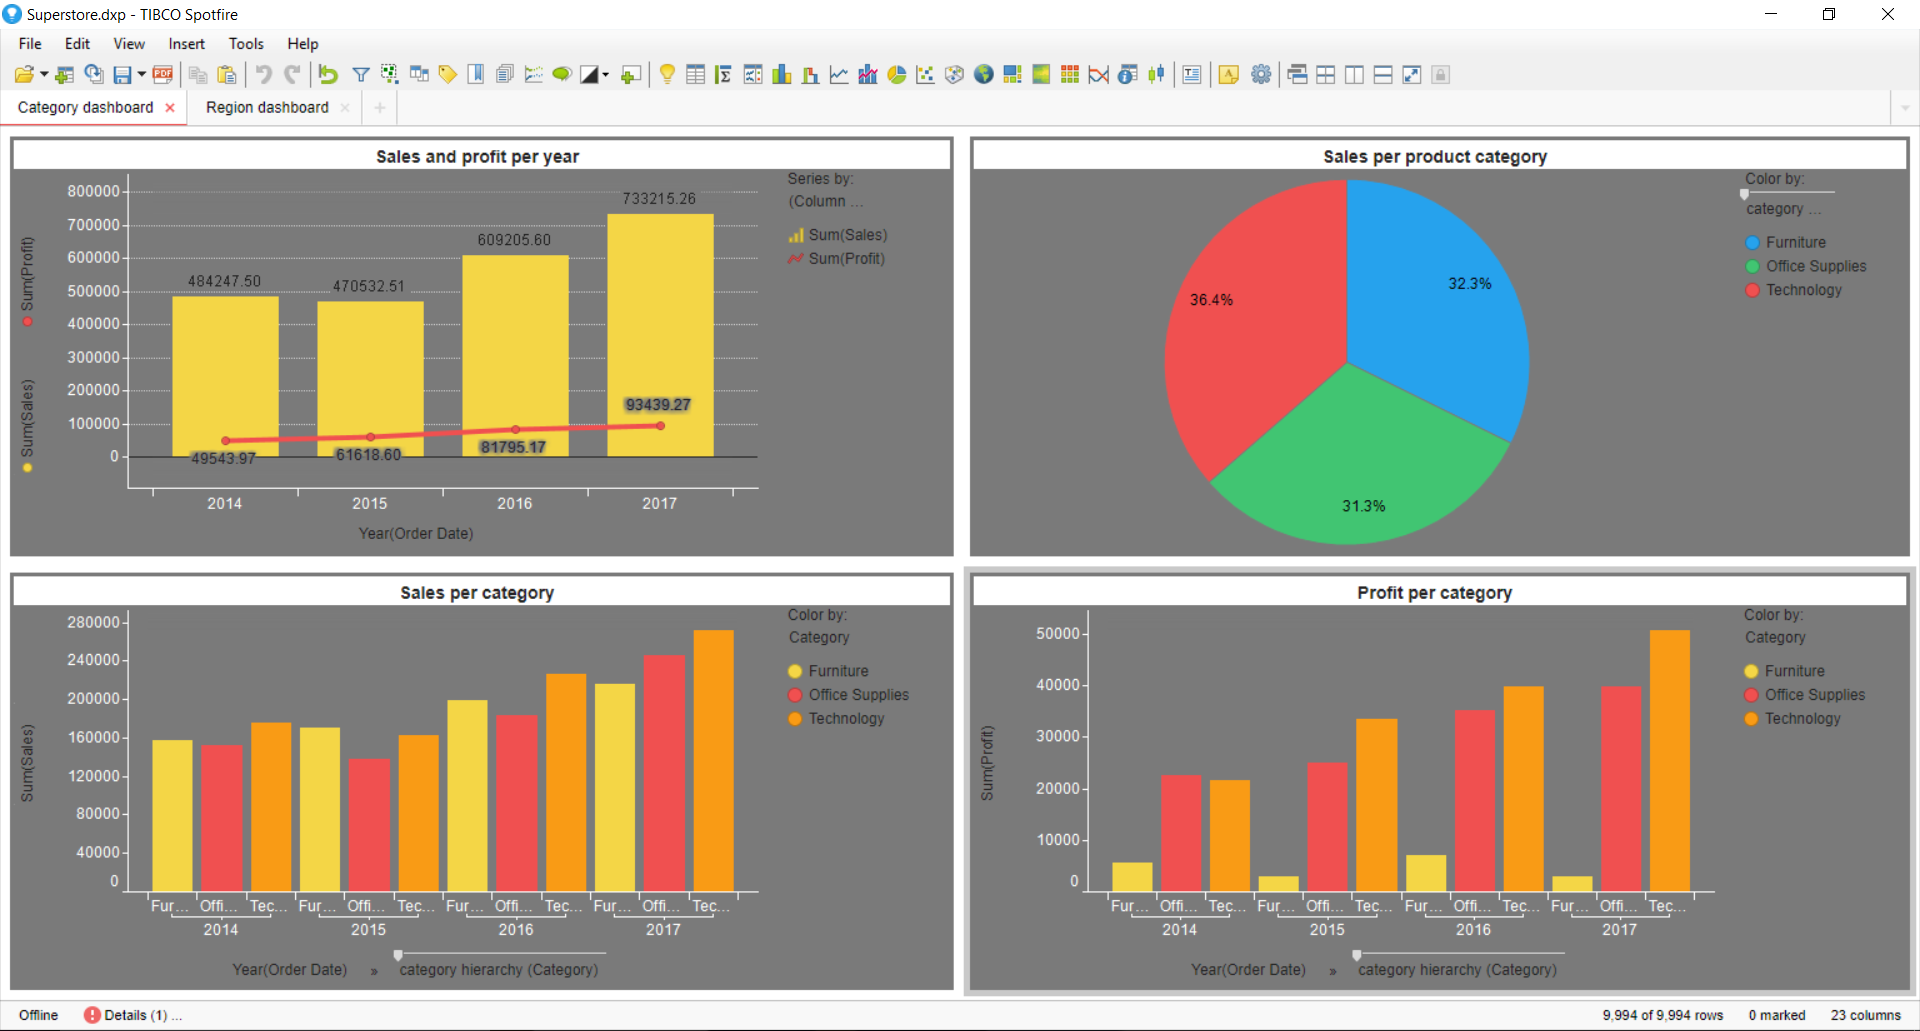 Superstore.dxp - TIBCO Spotfire
File Edit View Insert Tools Help
PDF
Category dashboard × Region dashboard × +
Sales and profit per year
800000
700000
600000
500000
400000
300000
200000
100000
0
Sum(Profit)
Sum(Sales)
484247.50
470532.51
609205.60
733215.26
49543.97
61618.60
81795.17
93439.27
2014 2015 2016 2017
Year(Order Date)
Series by:
(Column ...
Sum(Sales)
Sum(Profit)
Sales per product category
36.4%
32.3%
31.3%
Color by:
category ...
Furniture
Office Supplies
Technology
Sales per category
280000
240000
200000
160000
120000
80000
40000
0
Sum(Sales)
Fur... Offi... Tec... Fur... Offi... Tec... Fur... Offi... Tec... Fur... Offi... Tec...
2014 2015 2016 2017
Year(Order Date) » category hierarchy (Category)
Color by:
Category
Furniture
Office Supplies
Technology
Profit per category
50000
40000
30000
20000
10000
0
Sum(Profit)
Fur... Offi... Tec... Fur... Offi... Tec... Fur... Offi... Tec... Fur... Offi... Tec...
2014 2015 2016 2017
Year(Order Date) » category hierarchy (Category)
Color by:
Category
Furniture
Office Supplies
Technology
Offline Details (1) ... 9,994 of 9,994 rows 0 marked 23 columns